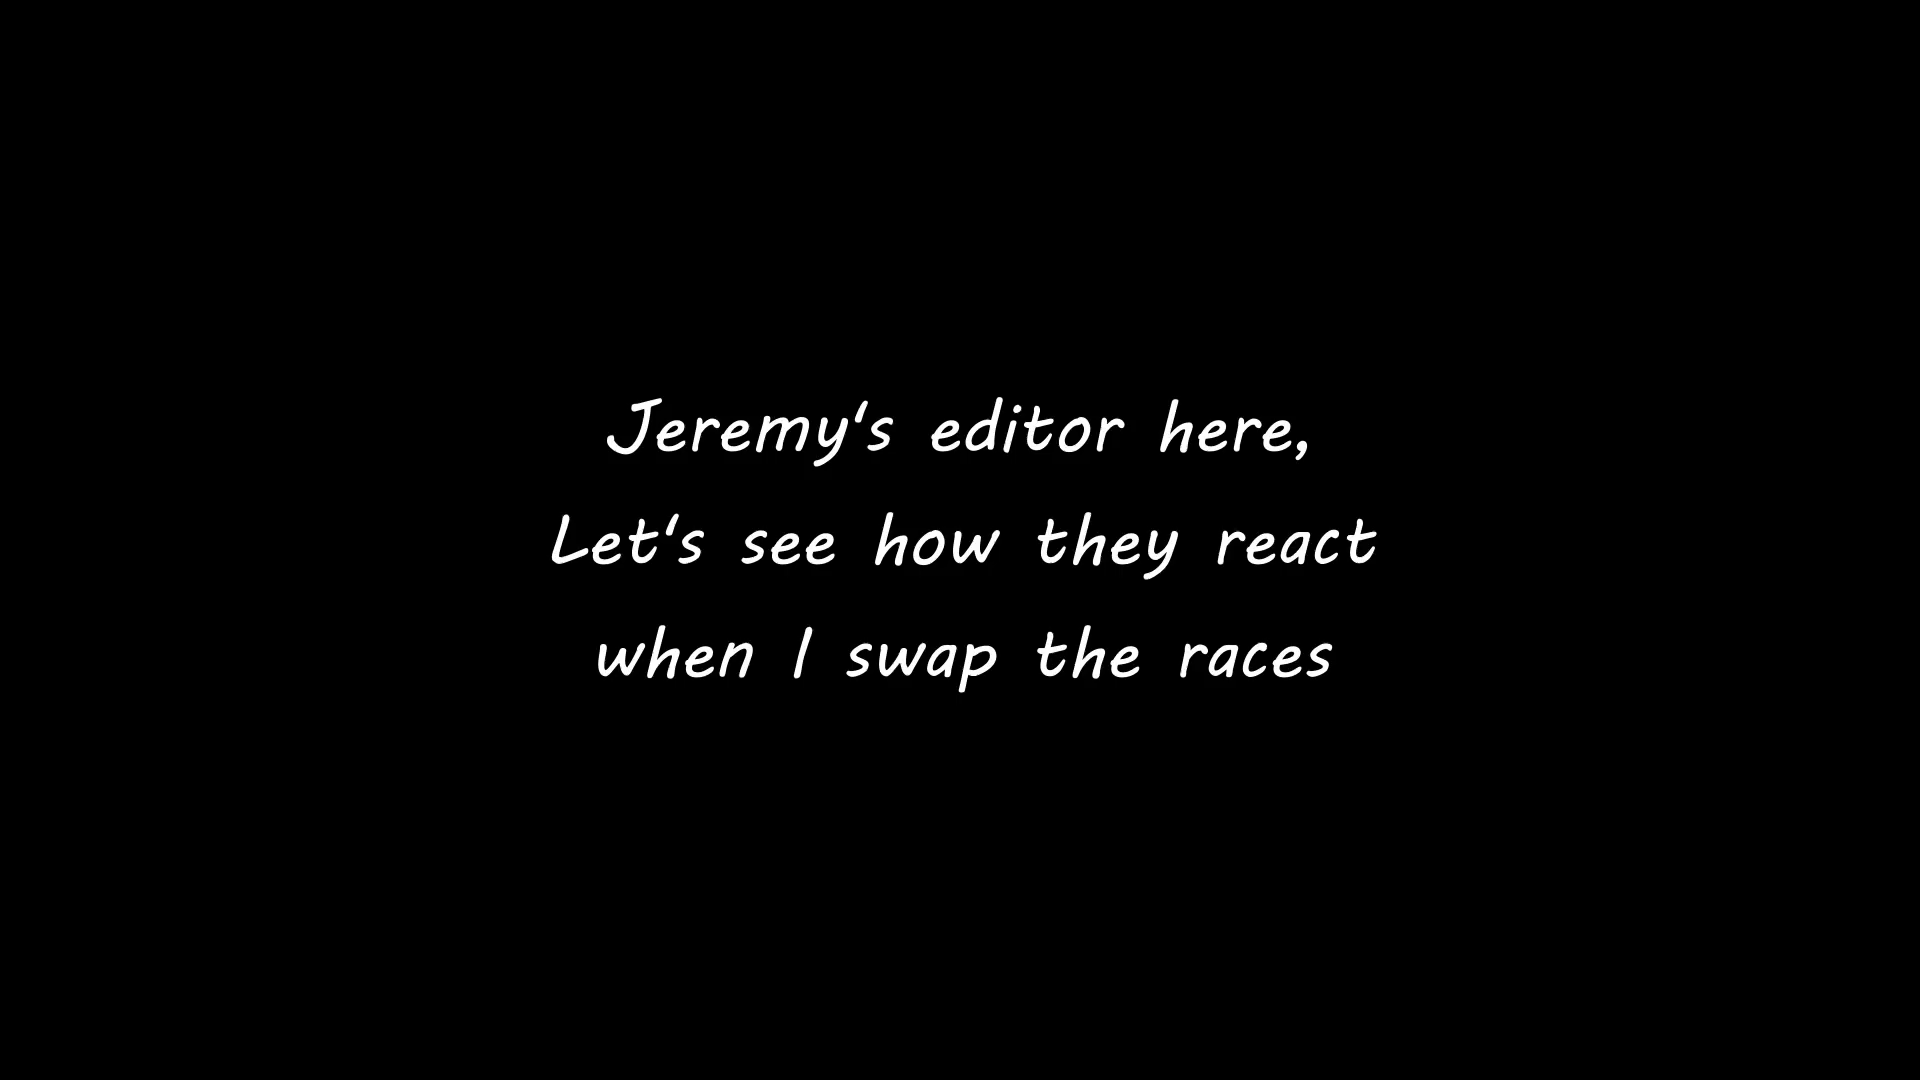 Jeremy's editor here,
Let's see how they react
when I swap the races